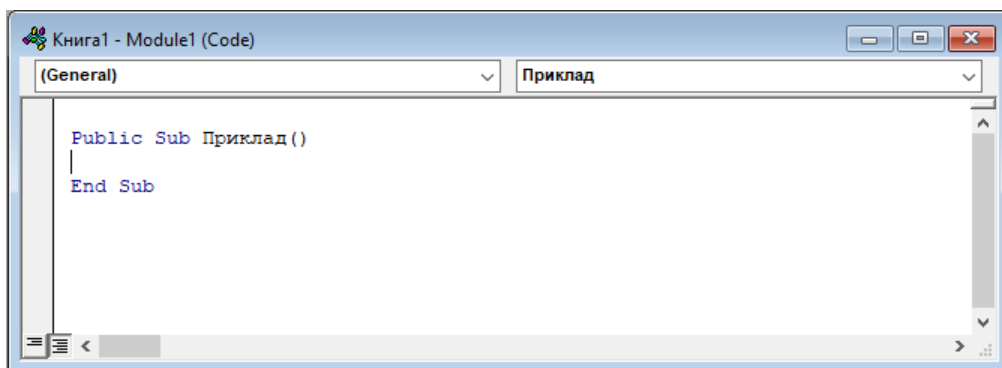 Книга1 - Module1 (Code)
(General) Приклад
Public Sub Приклад()
End Sub